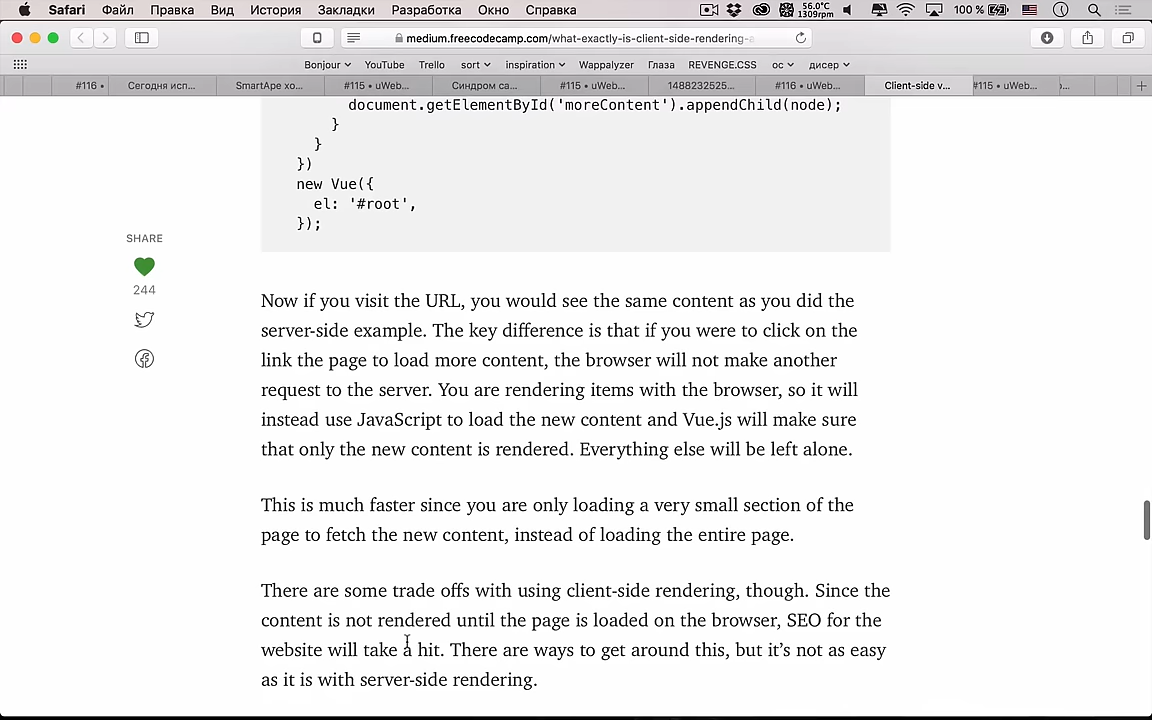 Safari Файл Правка Вид История Закладки Разработка Окно Справка 56.0°C 1309rpm 100 %
medium.freecodecamp.com/what-exactly-is-client-side-rendering-a
Bonjour YouTube Trello sort inspiration Wappalyzer Глаза REVENGE.CSS ос дисер
#116 • Сегодня исп... SmartApe хо... #115 • uWeb... Синдром са... #115 • uWeb... 1488232525... #116 • uWeb... Client-side v... #115 • uWeb...
document.getElementById('moreContent').appendChild(node);
}
}
})
new Vue({
el: '#root',
});
SHARE
244
Now if you visit the URL, you would see the same content as you did the
server-side example. The key difference is that if you were to click on the
link the page to load more content, the browser will not make another
request to the server. You are rendering items with the browser, so it will
instead use JavaScript to load the new content and Vue.js will make sure
that only the new content is rendered. Everything else will be left alone.
This is much faster since you are only loading a very small section of the
page to fetch the new content, instead of loading the entire page.
There are some trade offs with using client-side rendering, though. Since the
content is not rendered until the page is loaded on the browser, SEO for the
website will take a hit. There are ways to get around this, but it’s not as easy
as it is with server-side rendering.